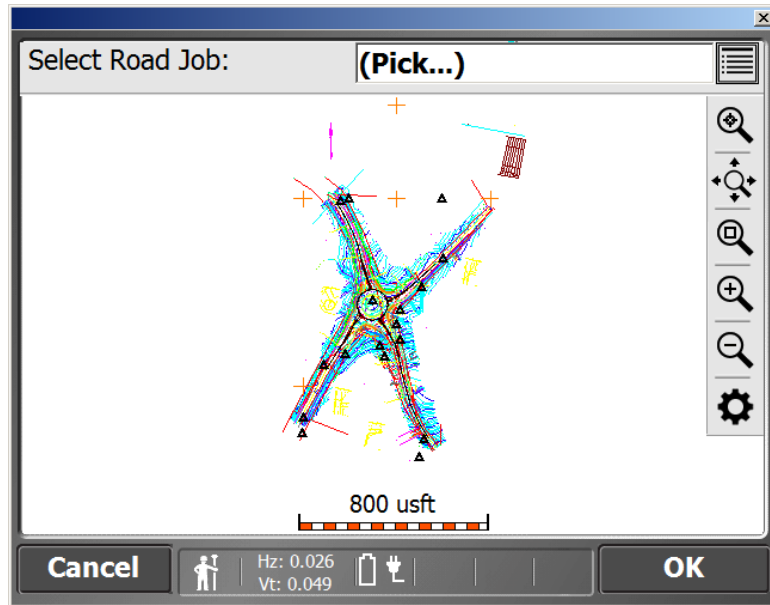 Select Road Job:
(Pick...)
800 usft
Cancel
Hz: 0.026
Vt: 0.049
OK